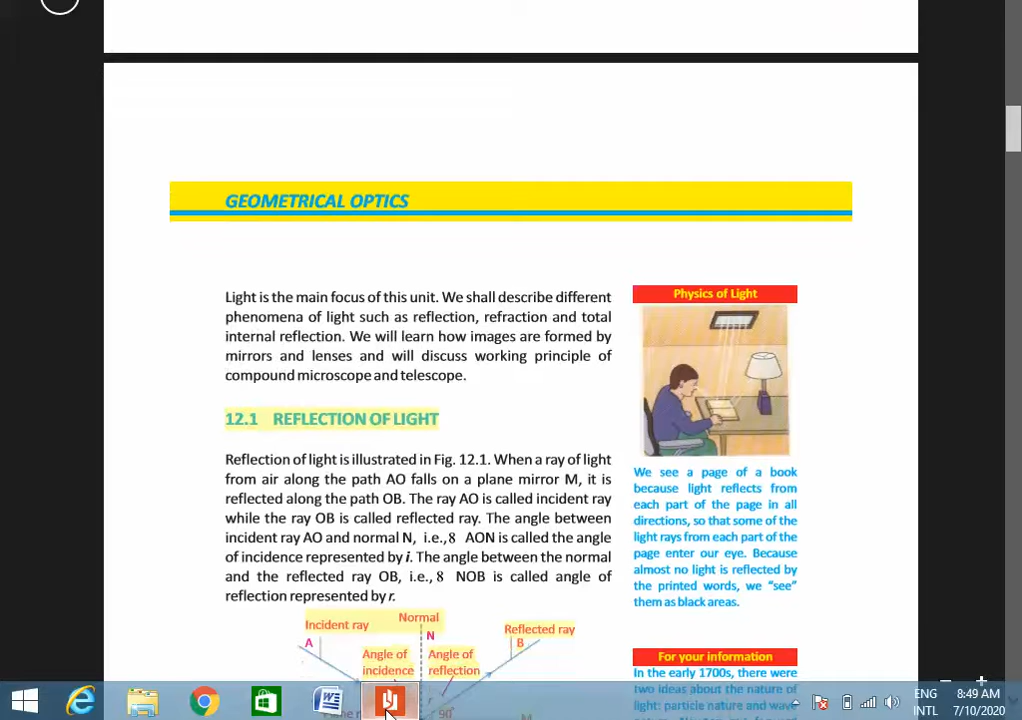 GEOMETRICAL OPTICS
Light is the main focus of this unit. We shall describe different
phenomena of light such as reflection, refraction and total
internal reflection. We will learn how images are formed by
mirrors and lenses and will discuss working principle of
compound microscope and telescope.
12.1 REFLECTION OF LIGHT
Reflection of light is illustrated in Fig. 12.1. When a ray of light
from air along the path AO falls on a plane mirror M, it is
reflected along the path OB. The ray AO is called incident ray
while the ray OB is called reflected ray. The angle between
incident ray AO and normal N, i.e., 8 AON is called the angle
of incidence represented by i. The angle between the normal
and the reflected ray OB, i.e., 8 NOB is called angle of
reflection represented by r.
Incident ray
Normal
Reflected ray
A
N
B
Angle of
incidence
Angle of
reflection
r
90°
Physics of Light
We see a page of a book
because light reflects from
each part of the page in all
directions, so that some of the
light rays from each part of the
page enter our eye. Because
almost no light is reflected by
the printed words, we "see"
them as black areas.
For your information
In the early 1700s, there were
two ideas about the nature of
light: particle nature and wave
ENG
INTL
8:49 AM
7/10/2020